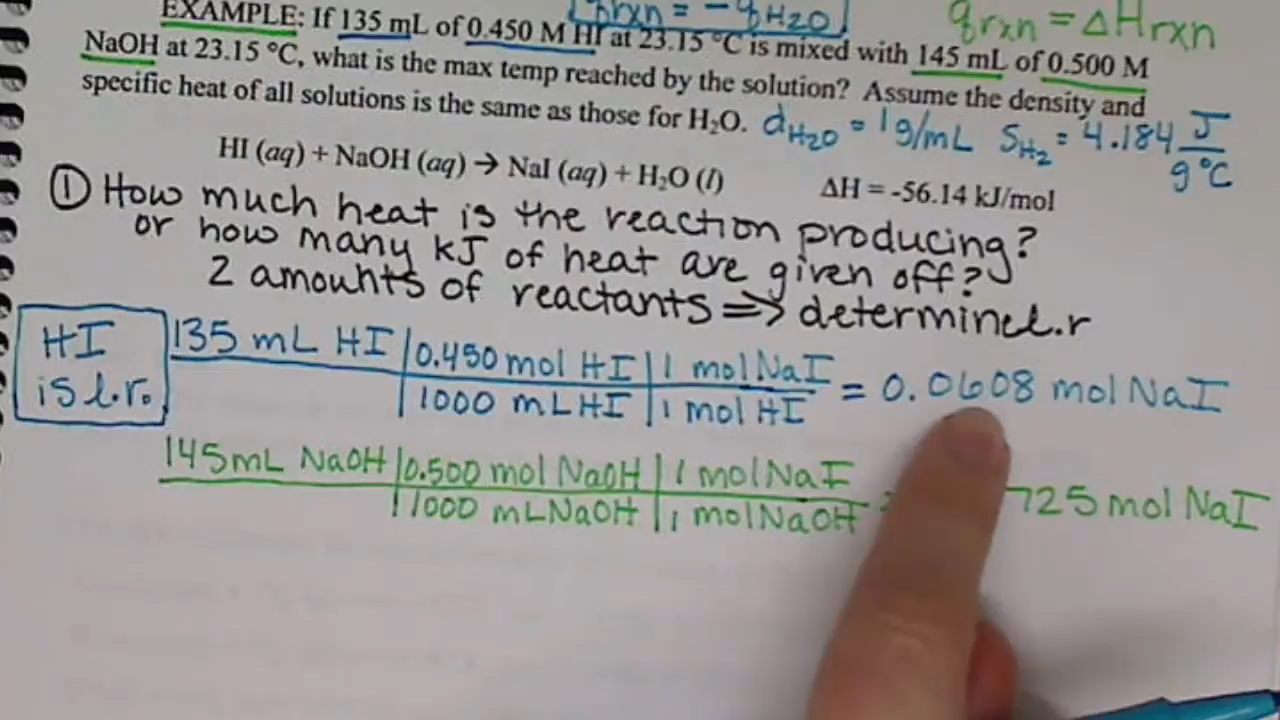 qrxn = -qH2O
qrxn = ΔHrxn
EXAMPLE: If 135 mL of 0.450 M HI at 23.15 °C is mixed with 145 mL of 0.500 M
NaOH at 23.15 °C, what is the max temp reached by the solution? Assume the density and
specific heat of all solutions is the same as those for H₂O. dH2O = 1g/mL SH2 = 4.184 J/g°C
HI (aq) + NaOH (aq) → NaI (aq) + H₂O (l) ΔH = -56.14 kJ/mol
① How much heat is the reaction producing?
or how many kJ of heat are given off?
2 amounts of reactants => determine l.r
HI
is l.r.
135 mL HI | 0.450 mol HI | 1 mol NaI = 0.0608 mol NaI
1000 mL HI | 1 mol HI
145 mL NaOH | 0.500 mol NaOH | 1 mol NaI 725 mol NaI
1000 mL NaOH | 1 mol NaOH